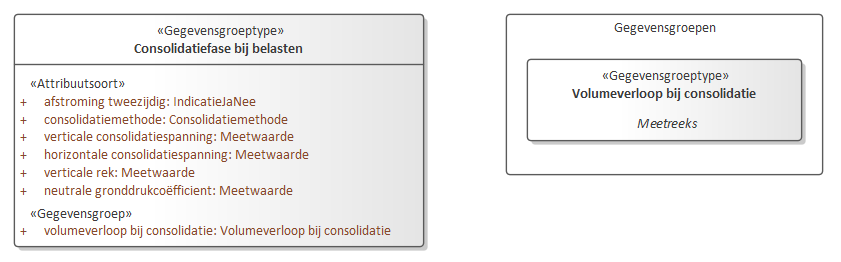 «Gegevensgroeptype»
Consolidatiefase bij belasten
«Attribuutsoort»
+ afstroming tweezijdig: IndicatieJaNee
+ consolidatiemethode: Consolidatiemethode
+ verticale consolidatiespanning: Meetwaarde
+ horizontale consolidatiespanning: Meetwaarde
+ verticale rek: Meetwaarde
+ neutrale gronddrukcoëfficient: Meetwaarde
«Gegevensgroep»
+ volumeverloop bij consolidatie: Volumeverloop bij consolidatie
Gegevensgroepen
«Gegevensgroeptype»
Volumeverloop bij consolidatie
Meetreeks